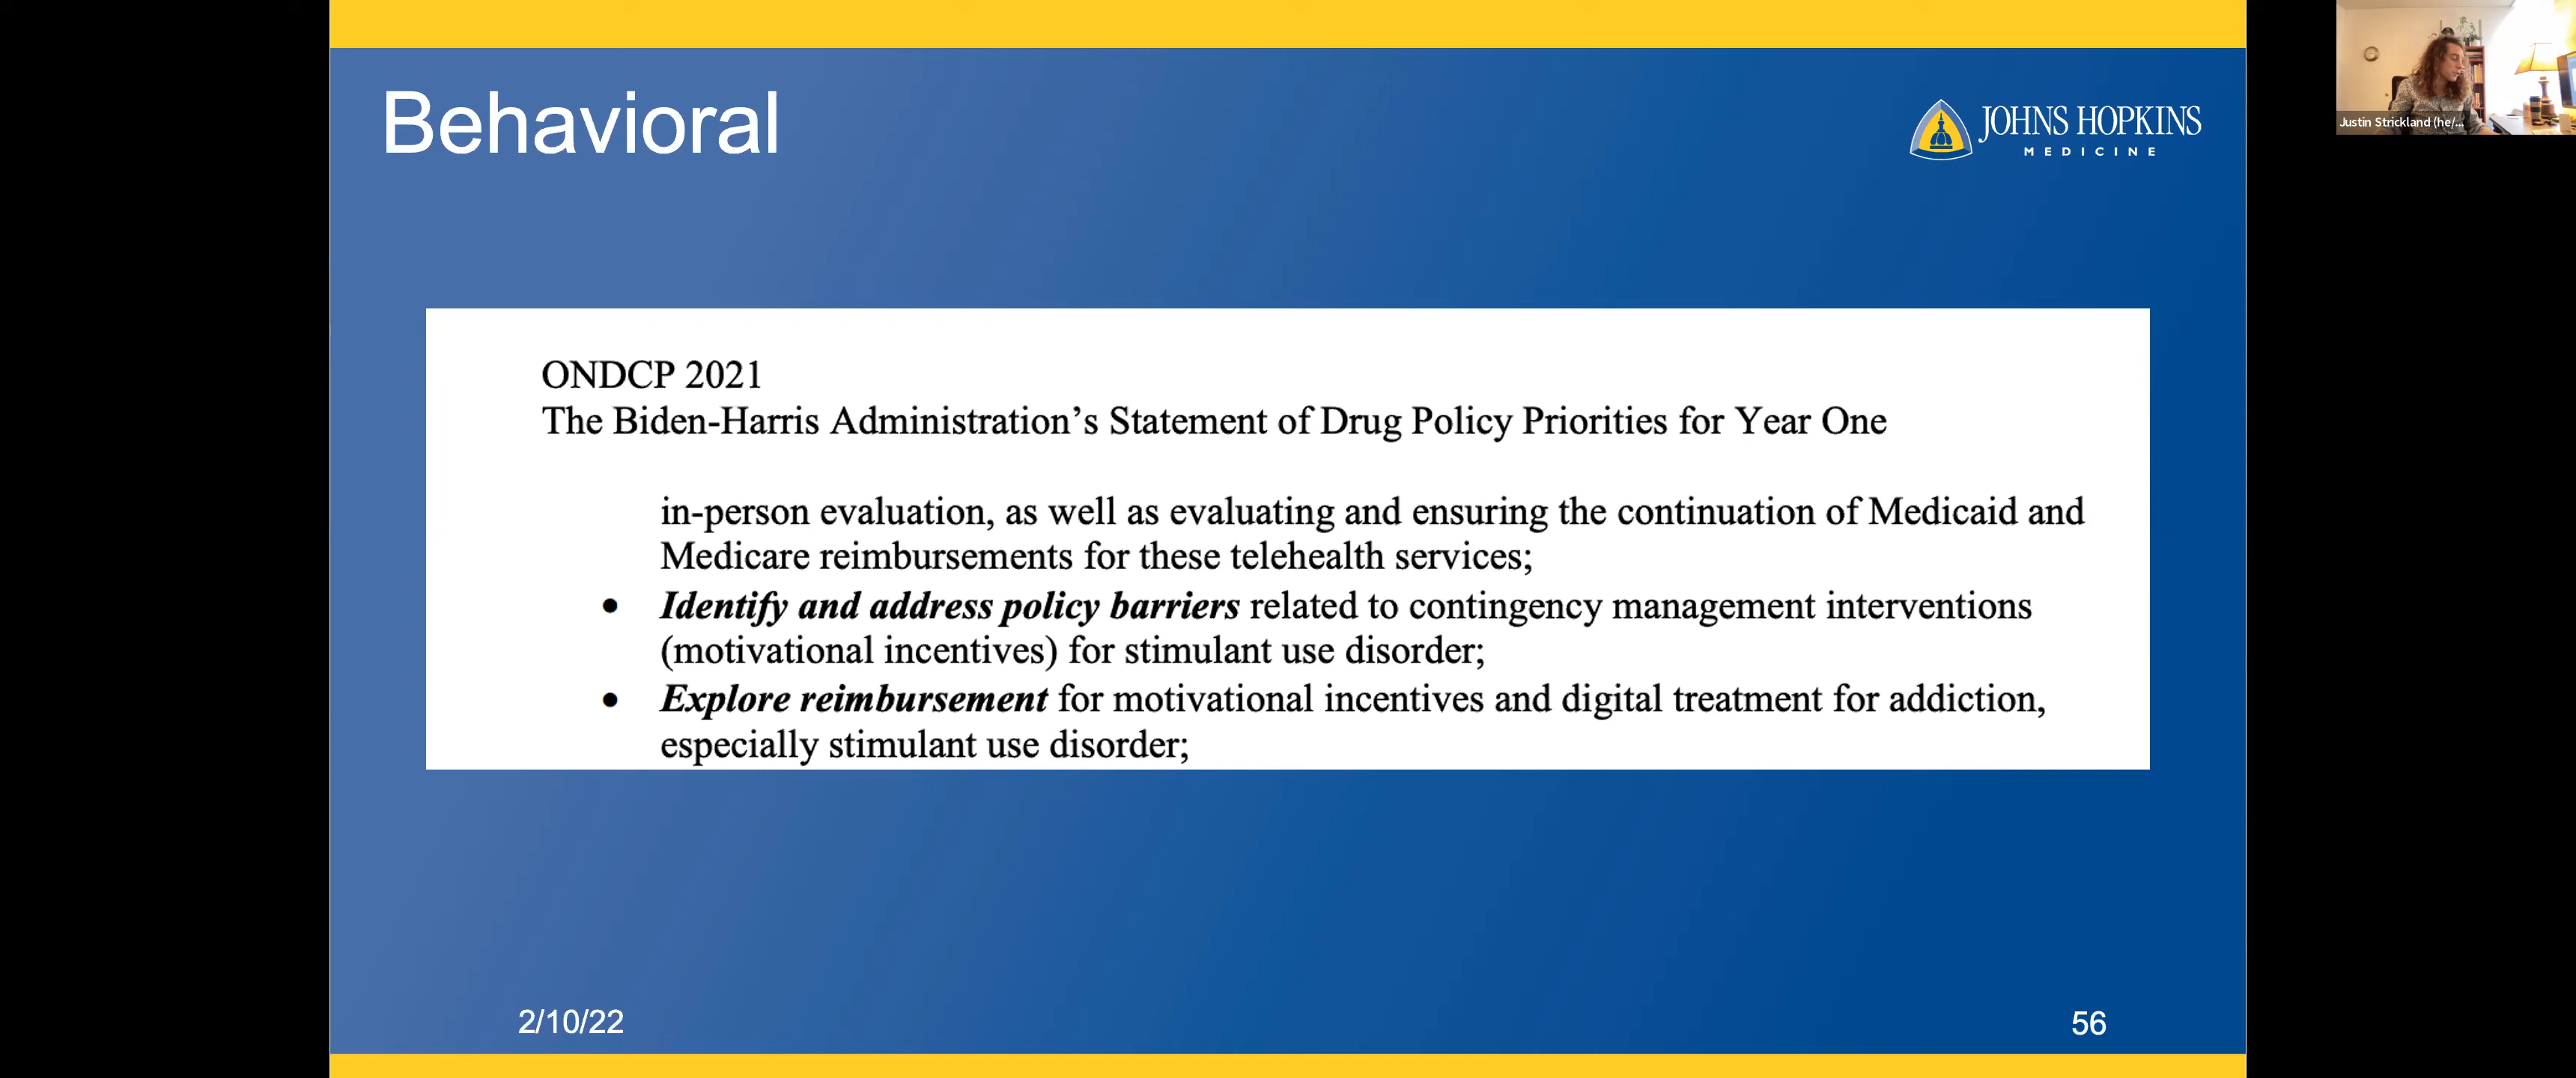 Behavioral
JOHNS HOPKINS
MEDICINE
Justin Strickland (he/...
ONDCP 2021
The Biden-Harris Administration’s Statement of Drug Policy Priorities for Year One
in-person evaluation, as well as evaluating and ensuring the continuation of Medicaid and
Medicare reimbursements for these telehealth services;
• Identify and address policy barriers related to contingency management interventions
(motivational incentives) for stimulant use disorder;
• Explore reimbursement for motivational incentives and digital treatment for addiction,
especially stimulant use disorder;
2/10/22
56